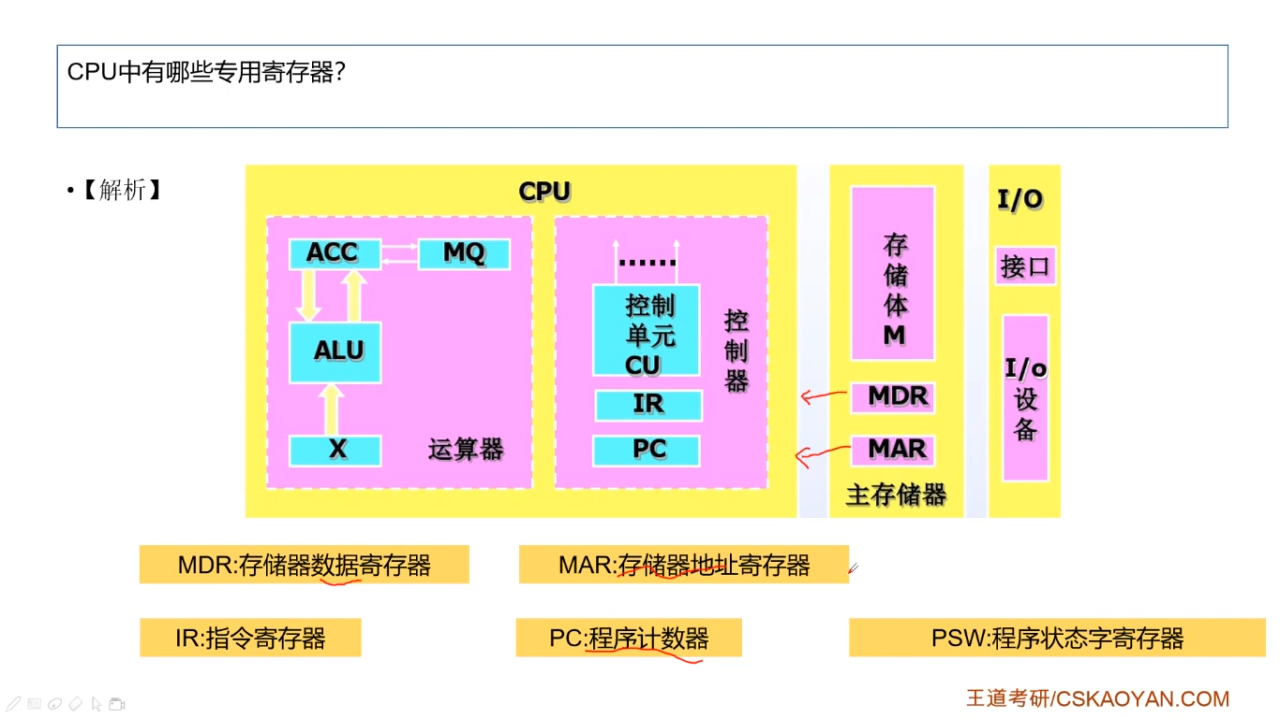 CPU中有哪些专用寄存器?
•【解析】
CPU
ACC
MQ
ALU
X
运算器
......
控制
单元
CU
IR
PC
控
制
器
存
储
体
M
MDR
MAR
主存储器
I/O
接口
I/o
设
备
MDR:存储器数据寄存器
MAR:存储器地址寄存器
IR:指令寄存器
PC:程序计数器
PSW:程序状态字寄存器
王道考研/CSKAOYAN.COM